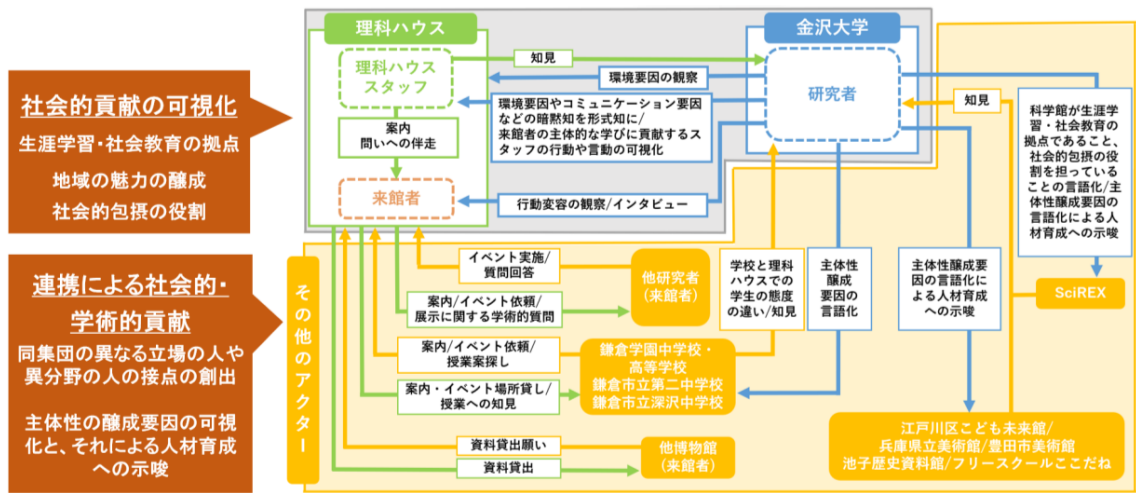 社会的貢献の可視化
生涯学習・社会教育の拠点
地域の魅力の醸成
社会的包摂の役割
連携による社会的・
学術的貢献
同集団の異なる立場の人や
異分野の人の接点の創出
主体性の醸成要因の可視
化と、それによる人材育成
への示唆
理科ハウス
理科ハウス
スタッフ
案内
問いへの伴走
来館者
知見
環境要因の観察
環境要因やコミュニケーション要因
などの暗黙知を形式知に/
来館者の主体的な学びに貢献するス
タッフの行動や言動の可視化
行動変容の観察/インタビュー
金沢大学
研究者
知見
科学館が生涯学
習・社会教育の
拠点であること、
社会的包摂の役
割を担っている
ことの言語化/主
体性醸成要因の
言語化による人
材育成への示唆
その他のアクター
イベント実施/
質問回答
他研究者
(来館者)
案内/イベント依頼/
展示に関する学術的質問
案内/イベント依頼/
授業案探し
案内・イベント場所貸し/
授業への知見
鎌倉学園中学校・
高等学校
鎌倉市立第二中学校
鎌倉市立深沢中学校
資料貸出願い
資料貸出
他博物館
(来館者)
学校と理科
ハウスでの
学生の態度
の違い/知見
主体性
醸成
要因の
言語化
主体性醸成要
因の言語化に
よる人材育成
への示唆
SciREX
江戸川区こども未来館/
兵庫県立美術館/豊田市美術館
池子歴史資料館/フリースクールここだね